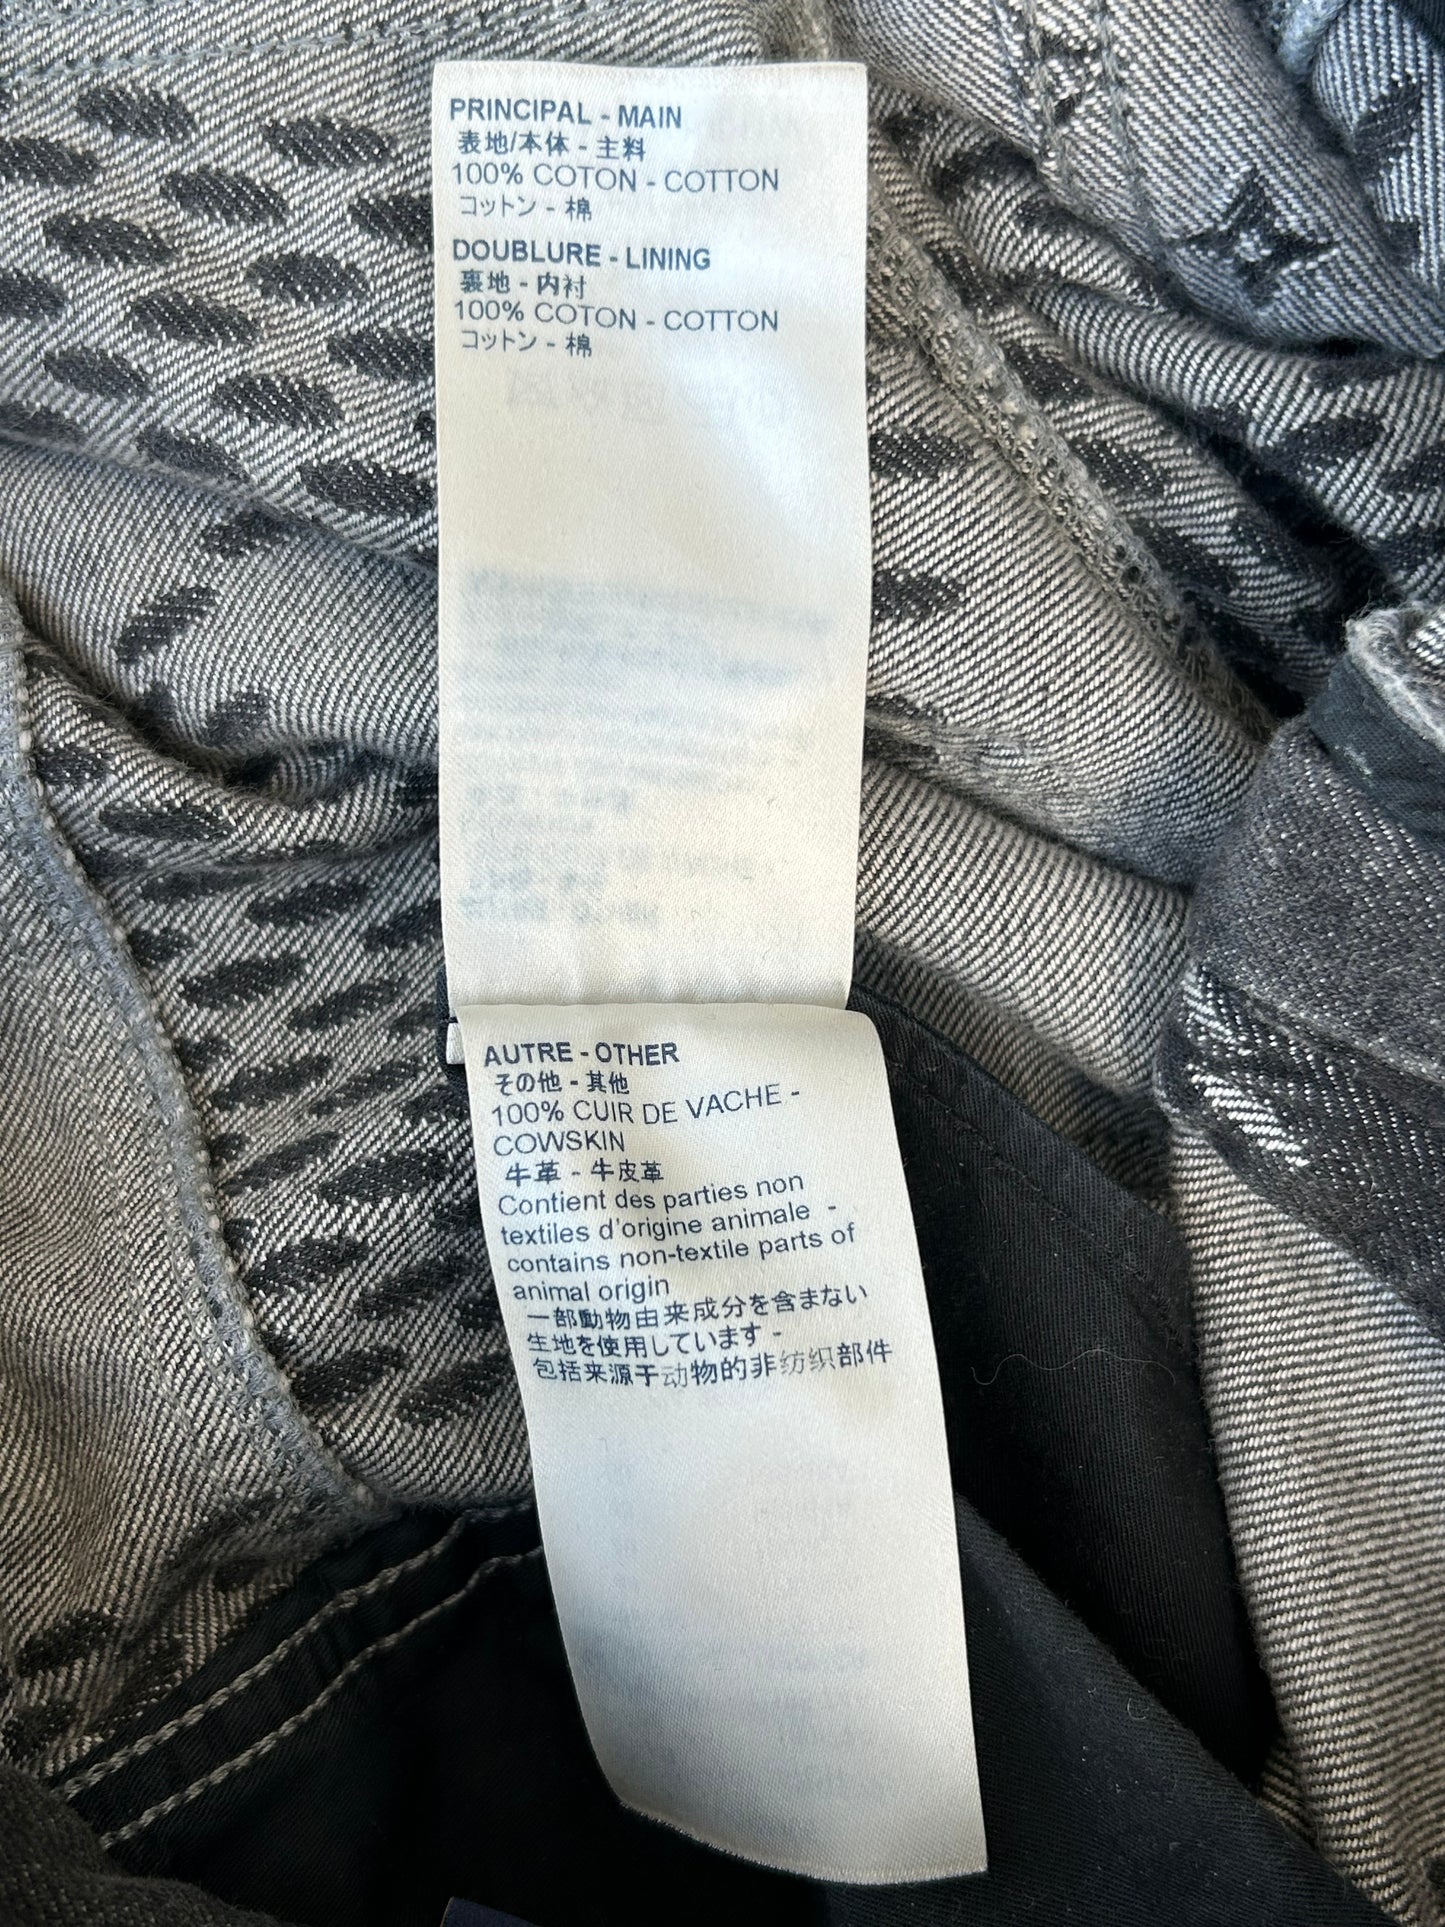 PRINCIPAL - MAIN
表地/本体 - 主料
100% COTON - COTTON
コットン - 棉
DOUBLURE - LINING
裏地 - 内衬
100% COTON - COTTON
コットン - 棉
AUTRE - OTHER
その他 - 其他
100% CUIR DE VACHE -
COWSKIN
牛革 - 牛皮革
Contient des parties non
textiles d'origine animale -
contains non-textile parts of
animal origin
一部動物由来成分を含まない
生地を使用しています -
包括来源于动物的非纺织部件